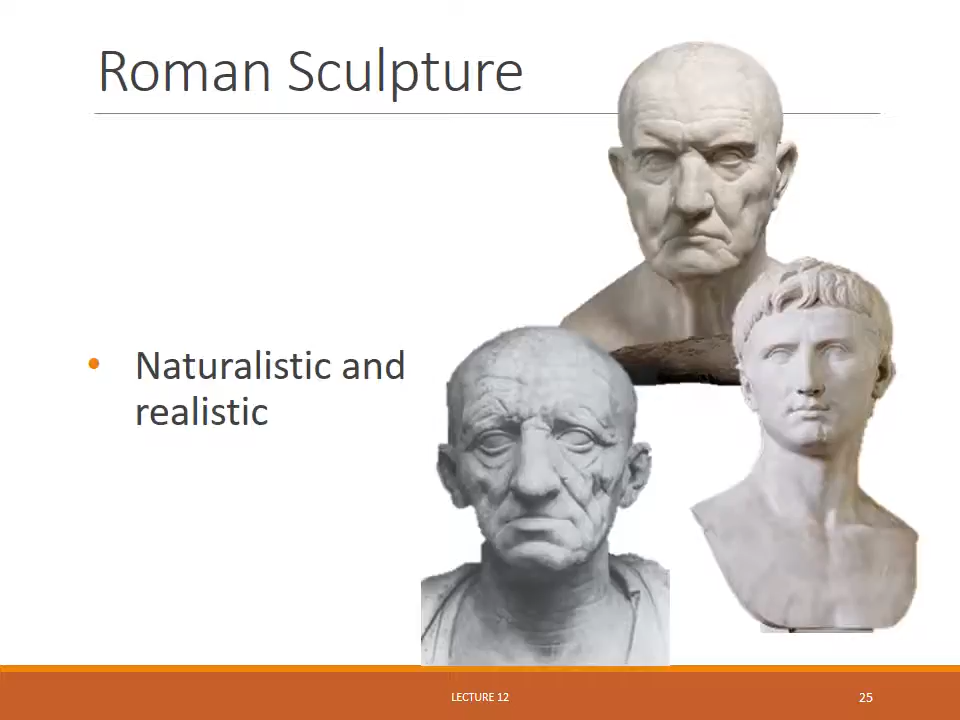 Roman Sculpture
• Naturalistic and
realistic
LECTURE 12
25